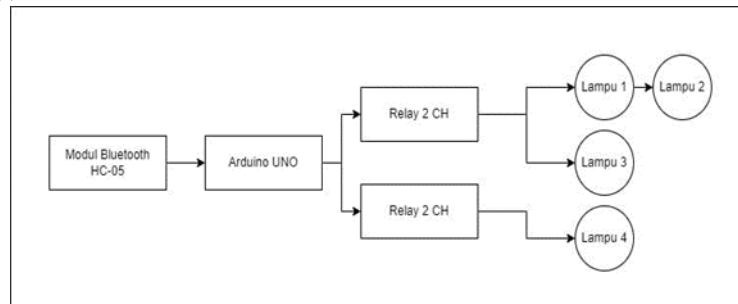 Modul Bluetooth
HC-05
Arduino UNO
Relay 2 CH
Relay 2 CH
Lampu 1
Lampu 2
Lampu 3
Lampu 4